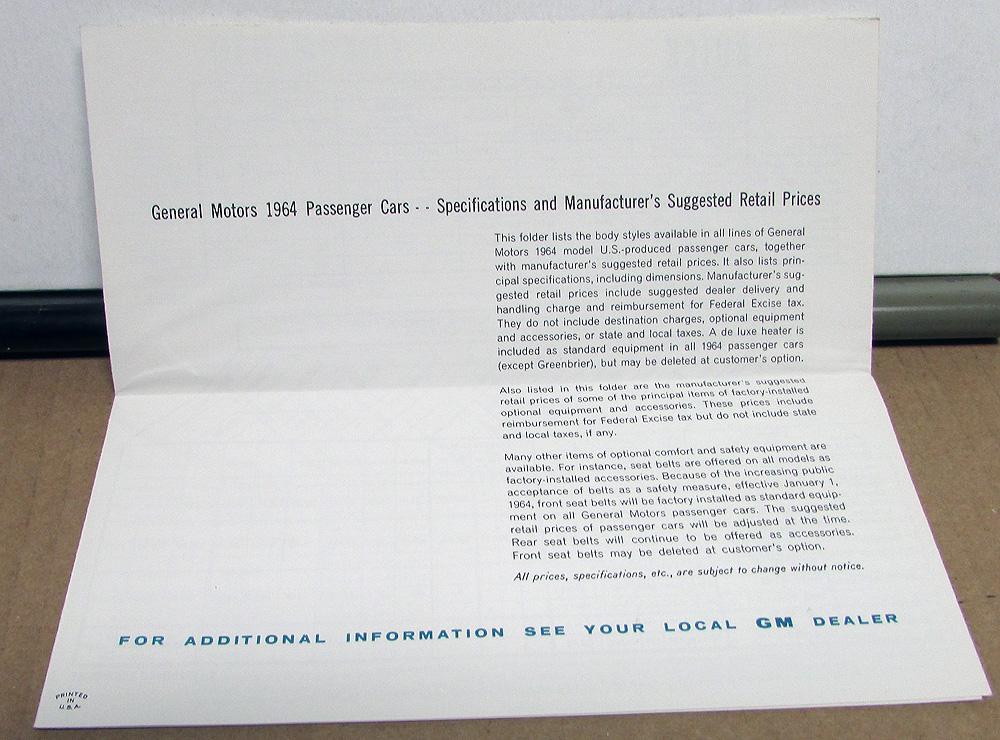 General Motors 1964 Passenger Cars - - Specifications and Manufacturer's Suggested Retail Prices
This folder lists the body styles available in all lines of General
Motors 1964 model U.S.-produced passenger cars, together
with manufacturer's suggested retail prices. It also lists prin-
cipal specifications, including dimensions. Manufacturer's sug-
gested retail prices include suggested dealer delivery and
handling charge and reimbursement for Federal Excise tax.
They do not include destination charges, optional equipment
and accessories, or state and local taxes. A de luxe heater is
included as standard equipment in all 1964 passenger cars
(except Greenbrier), but may be deleted at customer's option.
Also listed in this folder are the manufacturer's suggested
retail prices of some of the principal items of factory-installed
optional equipment and accessories. These prices include
reimbursement for Federal Excise tax but do not include state
and local taxes, if any.
Many other items of optional comfort and safety equipment are
available. For instance, seat belts are offered on all models as
factory-installed accessories. Because of the increasing public
acceptance of belts as a safety measure, effective January 1,
1964, front seat belts will be factory installed as standard equip-
ment on all General Motors passenger cars. The suggested
retail prices of passenger cars will be adjusted at the time.
Rear seat belts will continue to be offered as accessories.
Front seat belts may be deleted at customer's option.
All prices, specifications, etc., are subject to change without notice.
FOR ADDITIONAL INFORMATION SEE YOUR LOCAL GM DEALER
PRINTED
IN
U.S.A.